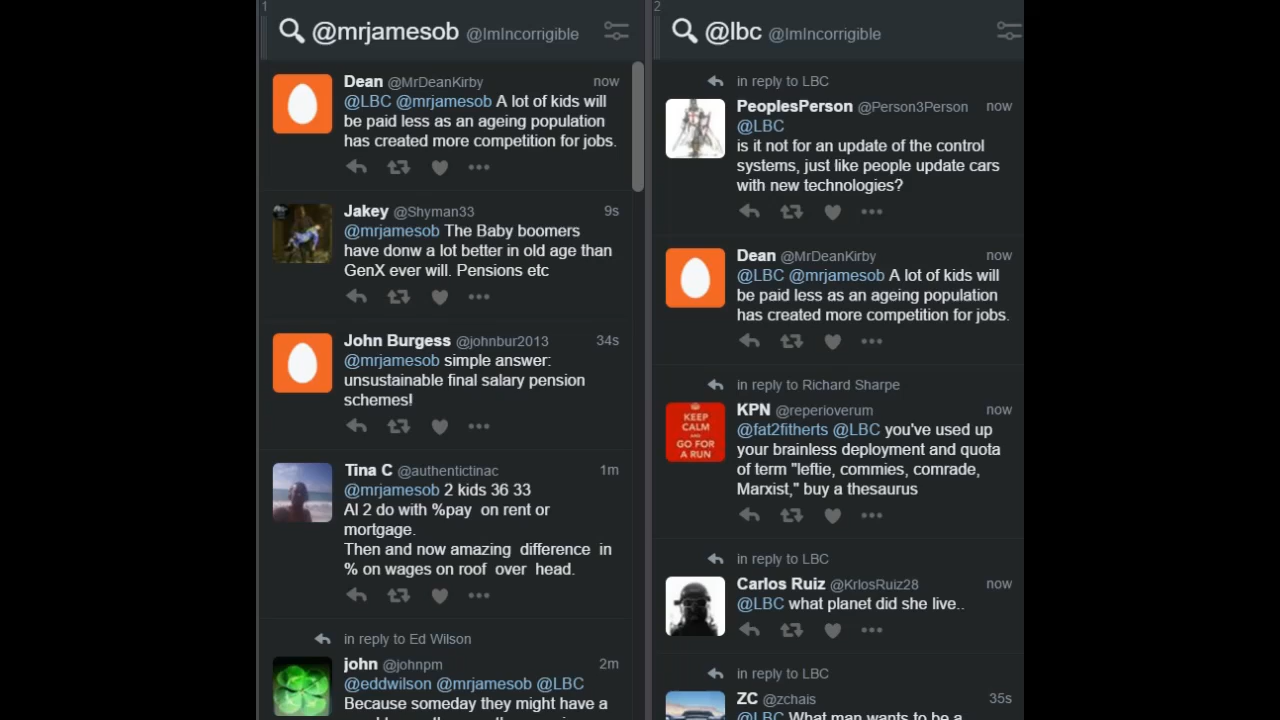 1
@mrjamesob @ImIncorrigible
Dean @MrDeanKirby now
@LBC @mrjamesob A lot of kids will
be paid less as an ageing population
has created more competition for jobs.
Jakey @Shyman33 9s
@mrjamesob The Baby boomers
have donw a lot better in old age than
GenX ever will. Pensions etc
John Burgess @johnbur2013 34s
@mrjamesob simple answer:
unsustainable final salary pension
schemes!
Tina C @authentictinac 1m
@mrjamesob 2 kids 36 33
Al 2 do with %pay on rent or
mortgage.
Then and now amazing difference in
% on wages on roof over head.
in reply to Ed Wilson
john @johnpm 2m
@eddwilson @mrjamesob @LBC
Because someday they might have a
2
@lbc @ImIncorrigible
in reply to LBC
PeoplesPerson @Person3Person now
@LBC
is it not for an update of the control
systems, just like people update cars
with new technologies?
Dean @MrDeanKirby now
@LBC @mrjamesob A lot of kids will
be paid less as an ageing population
has created more competition for jobs.
in reply to Richard Sharpe
KEEP
CALM
AND
GO FOR
A RUN
KPN @reperioverum now
@fat2fitherts @LBC you've used up
your brainless deployment and quota
of term "leftie, commies, comrade,
Marxist," buy a thesaurus
in reply to LBC
Carlos Ruiz @KrlosRuiz28 now
@LBC what planet did she live..
in reply to LBC
ZC @zchais 35s
@LBC What man wants to be a